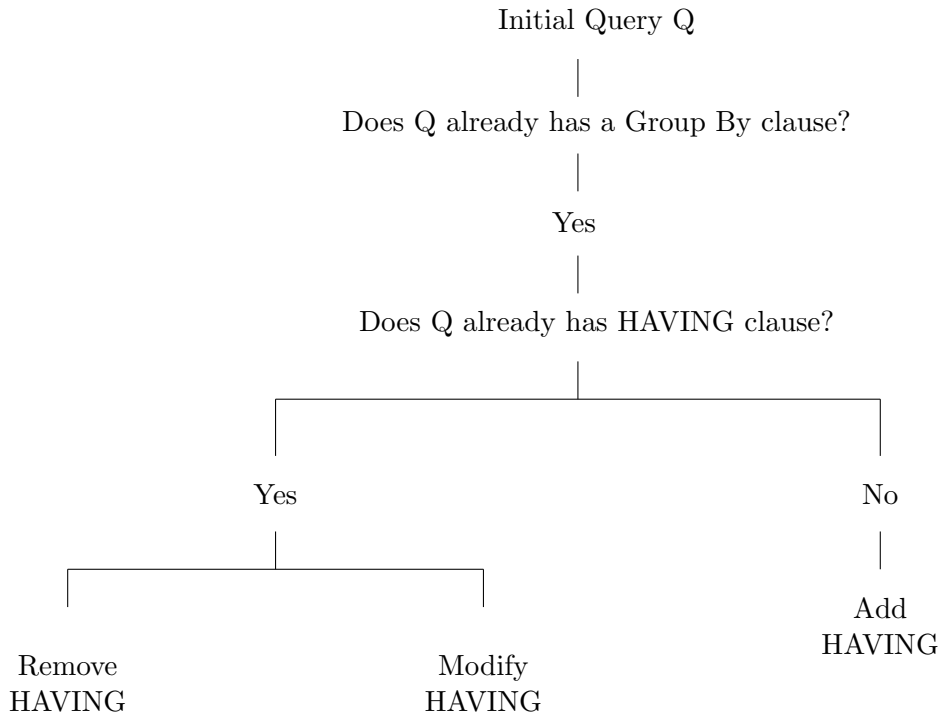 Initial Query Q
Does Q already has a Group By clause?
Yes
Does Q already has HAVING clause?
Yes
No
Remove
HAVING
Modify
HAVING
Add
HAVING